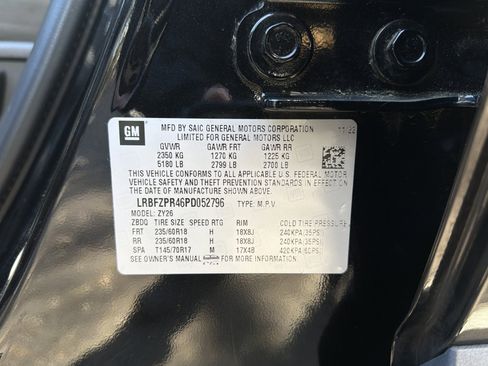 GM
MFD BY SAIC GENERAL MOTORS CORPORATION 11/22
LIMITED FOR GENERAL MOTORS LLC
GVWR GAWR FRT GAWR RR
2350 KG 1270 KG 1225 KG
5180 LB 2799 LB 2700 LB
THIS VEHICLE CONFORMS TO ALL APPLICABLE U.S. FEDERAL MOTOR
VEHICLE SAFETY AND THEFT PREVENTION STANDARDS IN EFFECT ON
THE DATE OF MANUFACTURE SHOWN ABOVE.
LRBFZPR46PD052796 TYPE: M.P.V.
MODEL: ZY26
ZBDQ TIRE SIZE SPEED RTG RIM COLD TIRE PRESSURE
FRT 235/60R18 H 18X8J 240KPA(35PSI)
RR 235/60R18 H 18X8J 240KPA(35PSI)
SPA T145/70R17 M 17X4B 420KPA(60PSI)
SEE OWNER'S MANUAL FOR MORE INFORMATION.